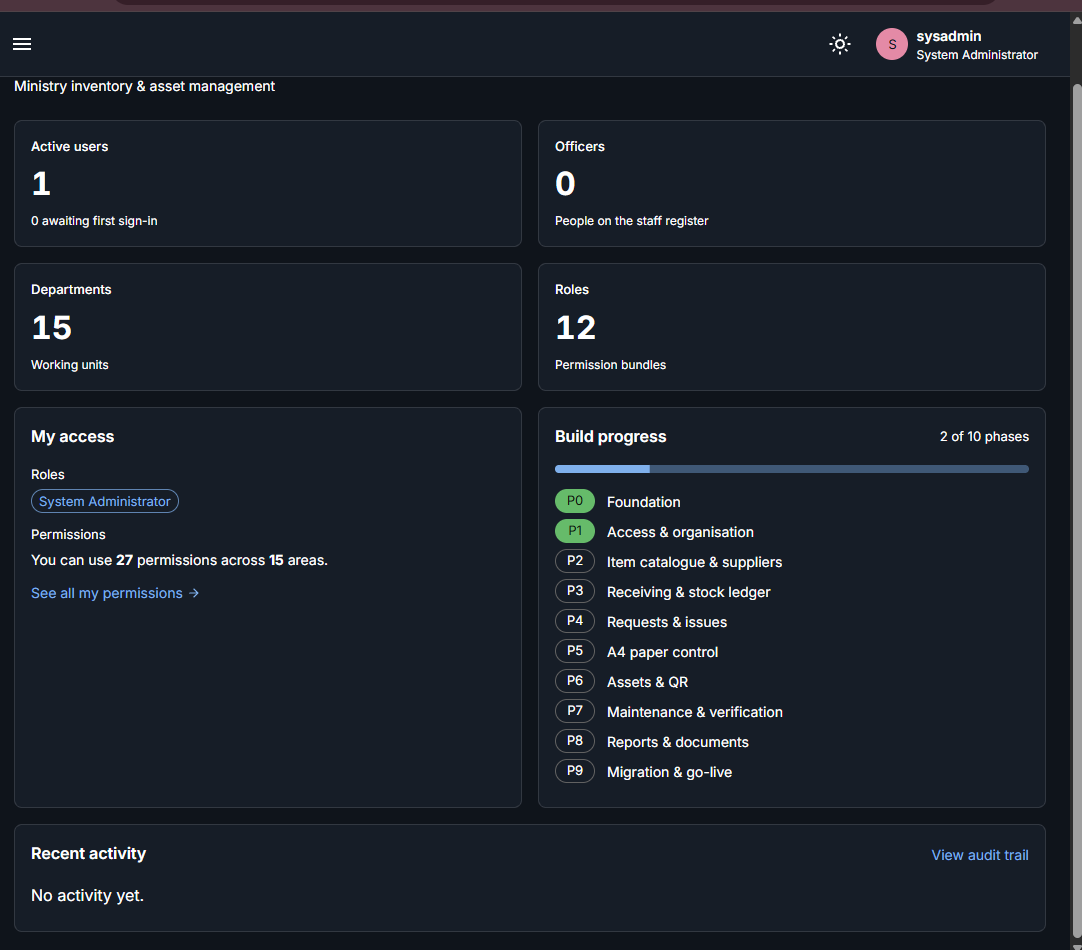 S
sysadmin
System Administrator
Ministry inventory & asset management
Active users
1
0 awaiting first sign-in
Officers
0
People on the staff register
Departments
15
Working units
Roles
12
Permission bundles
My access
Roles
System Administrator
Permissions
You can use 27 permissions across 15 areas.
See all my permissions →
Build progress
2 of 10 phases
P0 Foundation
P1 Access & organisation
P2 Item catalogue & suppliers
P3 Receiving & stock ledger
P4 Requests & issues
P5 A4 paper control
P6 Assets & QR
P7 Maintenance & verification
P8 Reports & documents
P9 Migration & go-live
Recent activity
View audit trail
No activity yet.